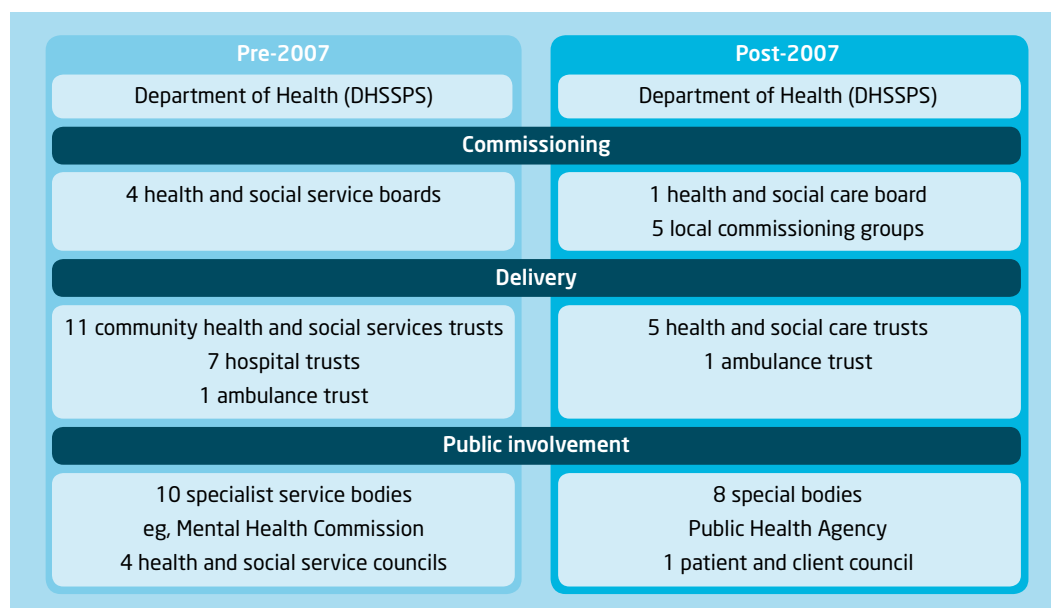 Pre-2007
Post-2007
Department of Health (DHSSPS)
Department of Health (DHSSPS)
Commissioning
4 health and social service boards
1 health and social care board
5 local commissioning groups
Delivery
11 community health and social services trusts
7 hospital trusts
1 ambulance trust
5 health and social care trusts
1 ambulance trust
Public involvement
10 specialist service bodies
eg, Mental Health Commission
4 health and social service councils
8 special bodies
Public Health Agency
1 patient and client council